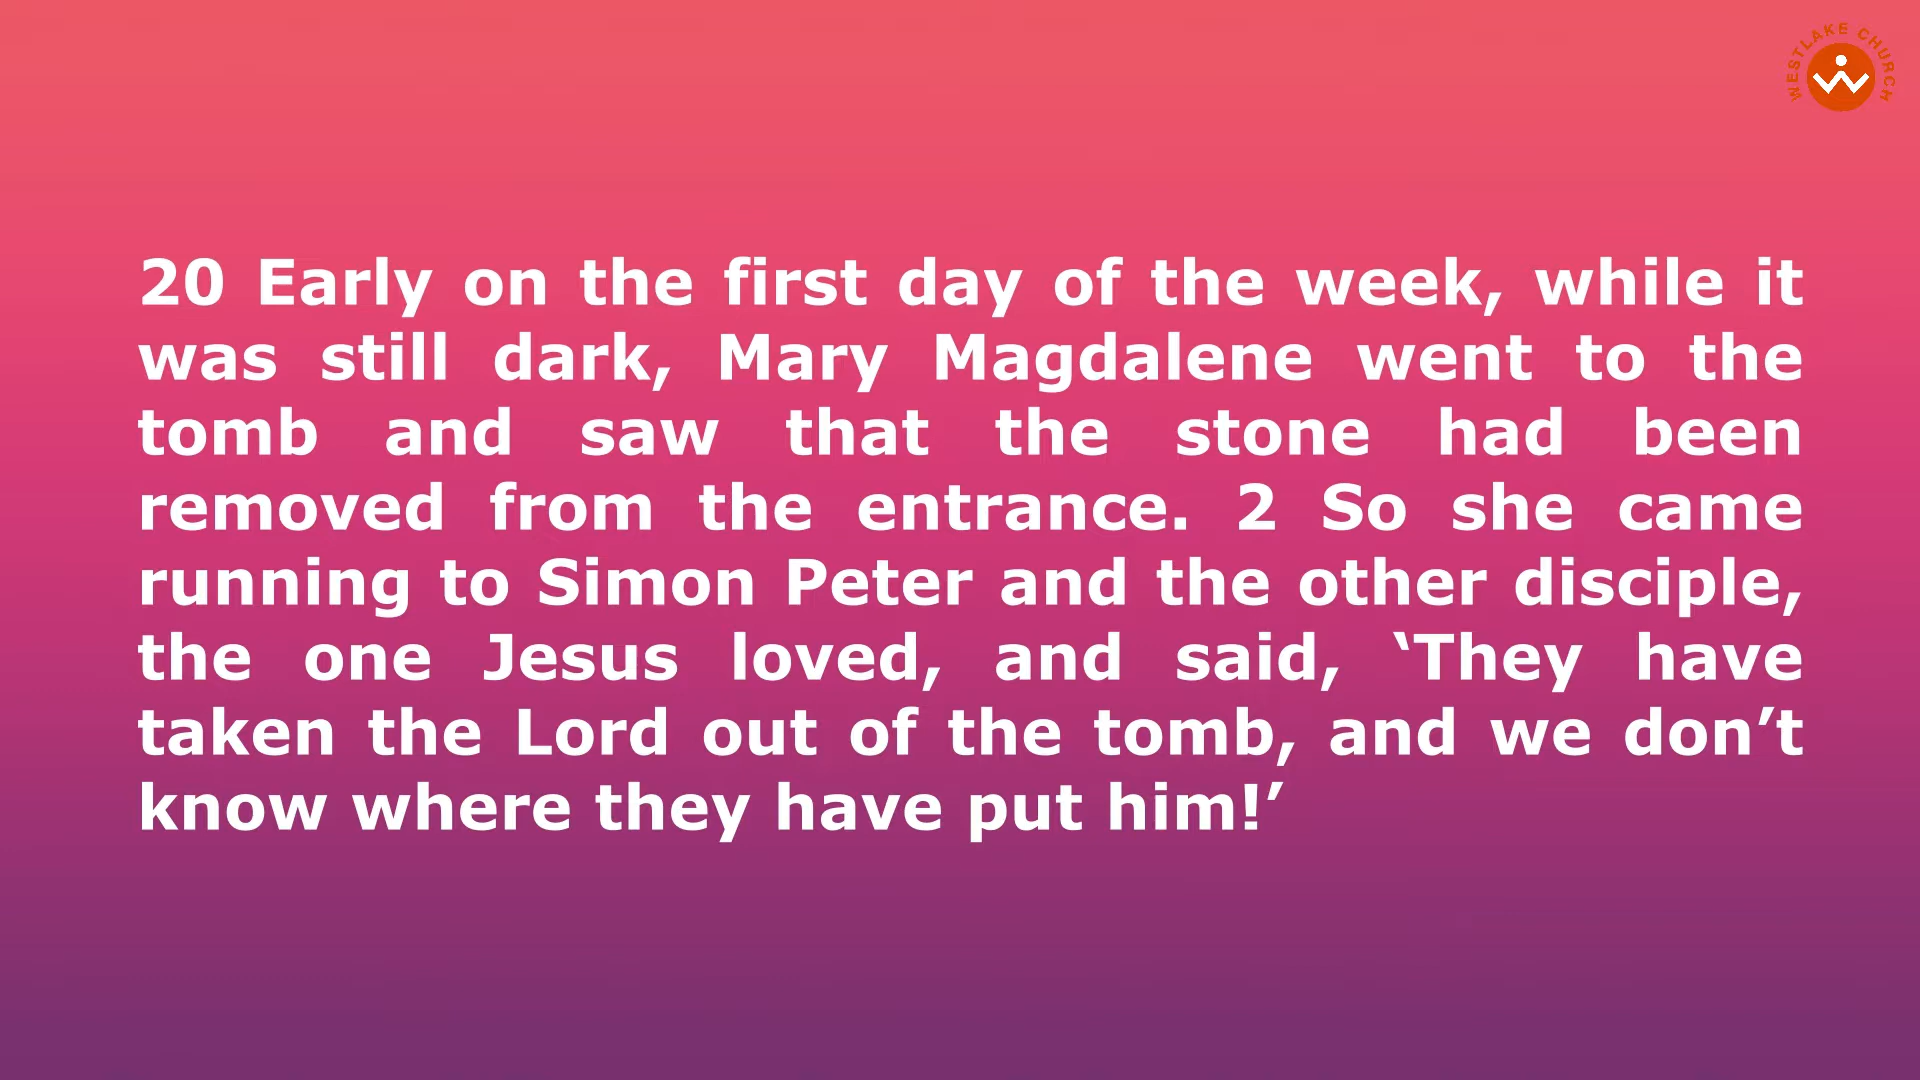 WESTLAKE CHURCH
20 Early on the first day of the week, while it
was still dark, Mary Magdalene went to the
tomb and saw that the stone had been
removed from the entrance. 2 So she came
running to Simon Peter and the other disciple,
the one Jesus loved, and said, ‘They have
taken the Lord out of the tomb, and we don’t
know where they have put him!’